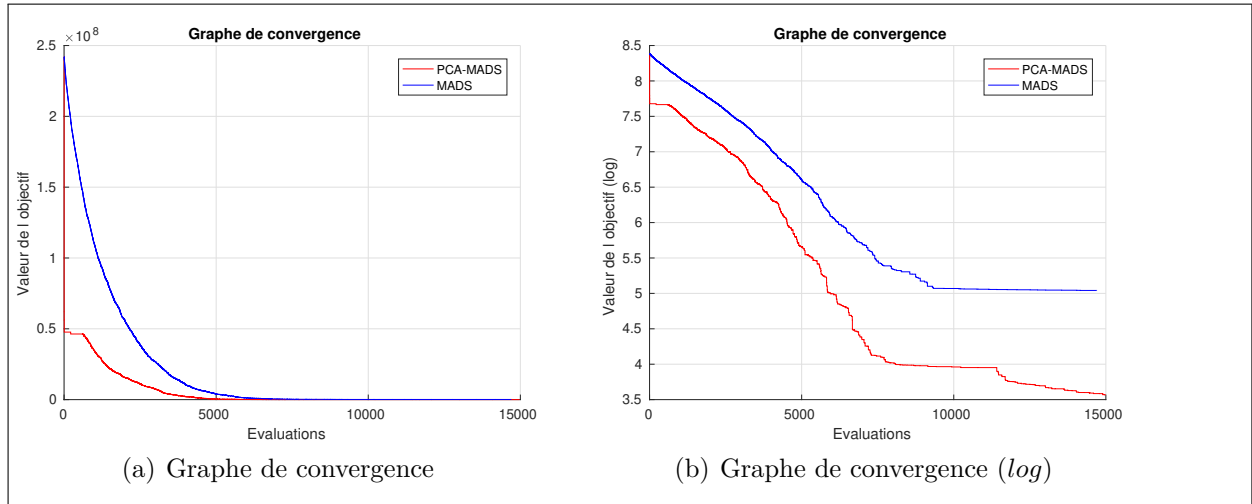 Graphe de convergence
×10^8
2.5
2
1.5
1
0.5
0
Valeur de l objectif
PCA-MADS
MADS
0
5000
10000
15000
Evaluations
(a) Graphe de convergence
Graphe de convergence
8.5
8
7.5
7
6.5
6
5.5
5
4.5
4
3.5
Valeur de l objectif (log)
PCA-MADS
MADS
0
5000
10000
15000
Evaluations
(b) Graphe de convergence (log)